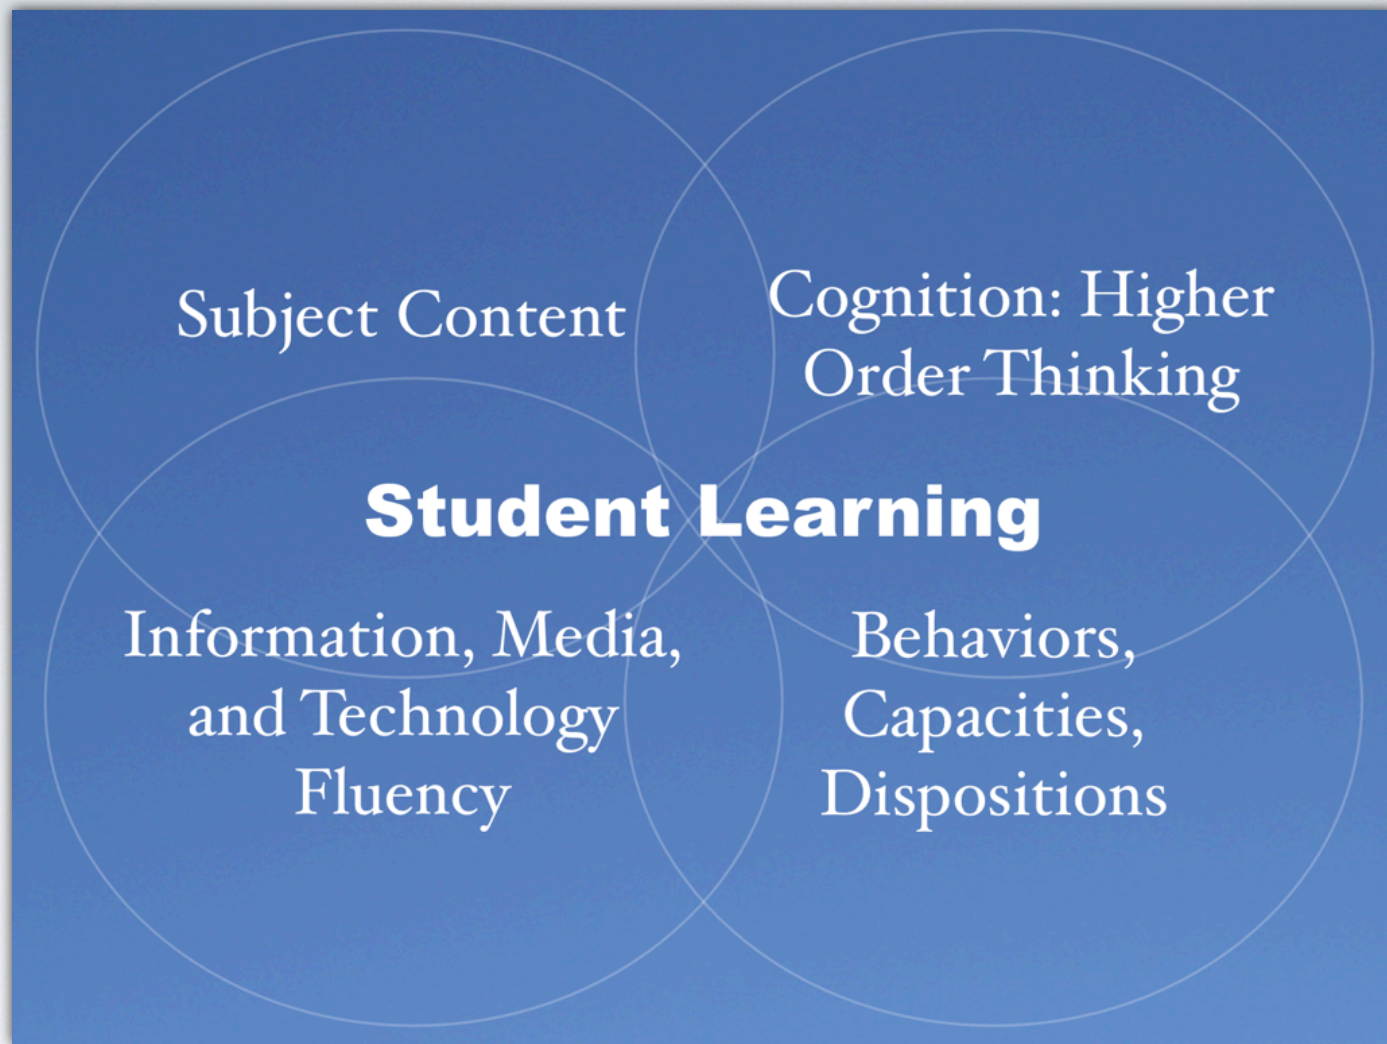 Subject Content
Cognition: Higher
Order Thinking
Student Learning
Information, Media,
and Technology
Fluency
Behaviors,
Capacities,
Dispositions